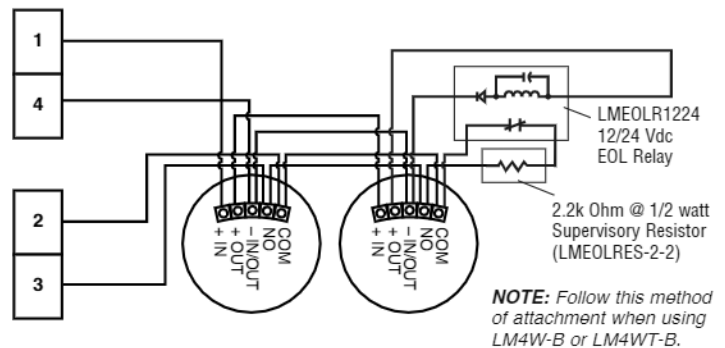 1
4
2
3
+ IN
+ OUT
– IN/OUT
NO
COM
+ IN
+ OUT
– IN/OUT
NO
COM
LMEOLR1224
12/24 Vdc
EOL Relay
2.2k Ohm @ 1/2 watt
Supervisory Resistor
(LMEOLRES-2-2)
NOTE: Follow this method
of attachment when using
LM4W-B or LM4WT-B.